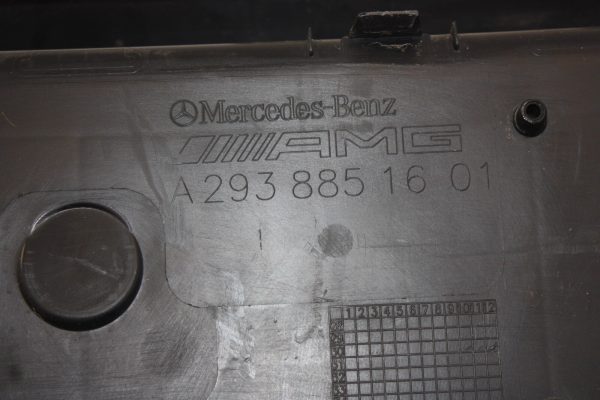 Mercedes-Benz
AMG
A 293 885 16 01
1
1 2 3 4 5 6 7 8 9 10 11 12